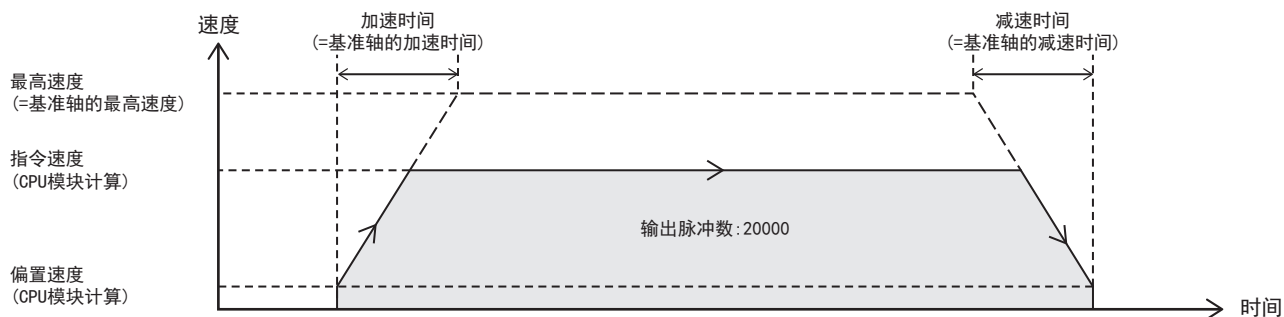 速度
加速时间
(=基准轴的加速时间)
减速时间
(=基准轴的减速时间)
最高速度
(=基准轴的最高速度)
指令速度
(CPU模块计算)
输出脉冲数:20000
偏置速度
(CPU模块计算)
时间